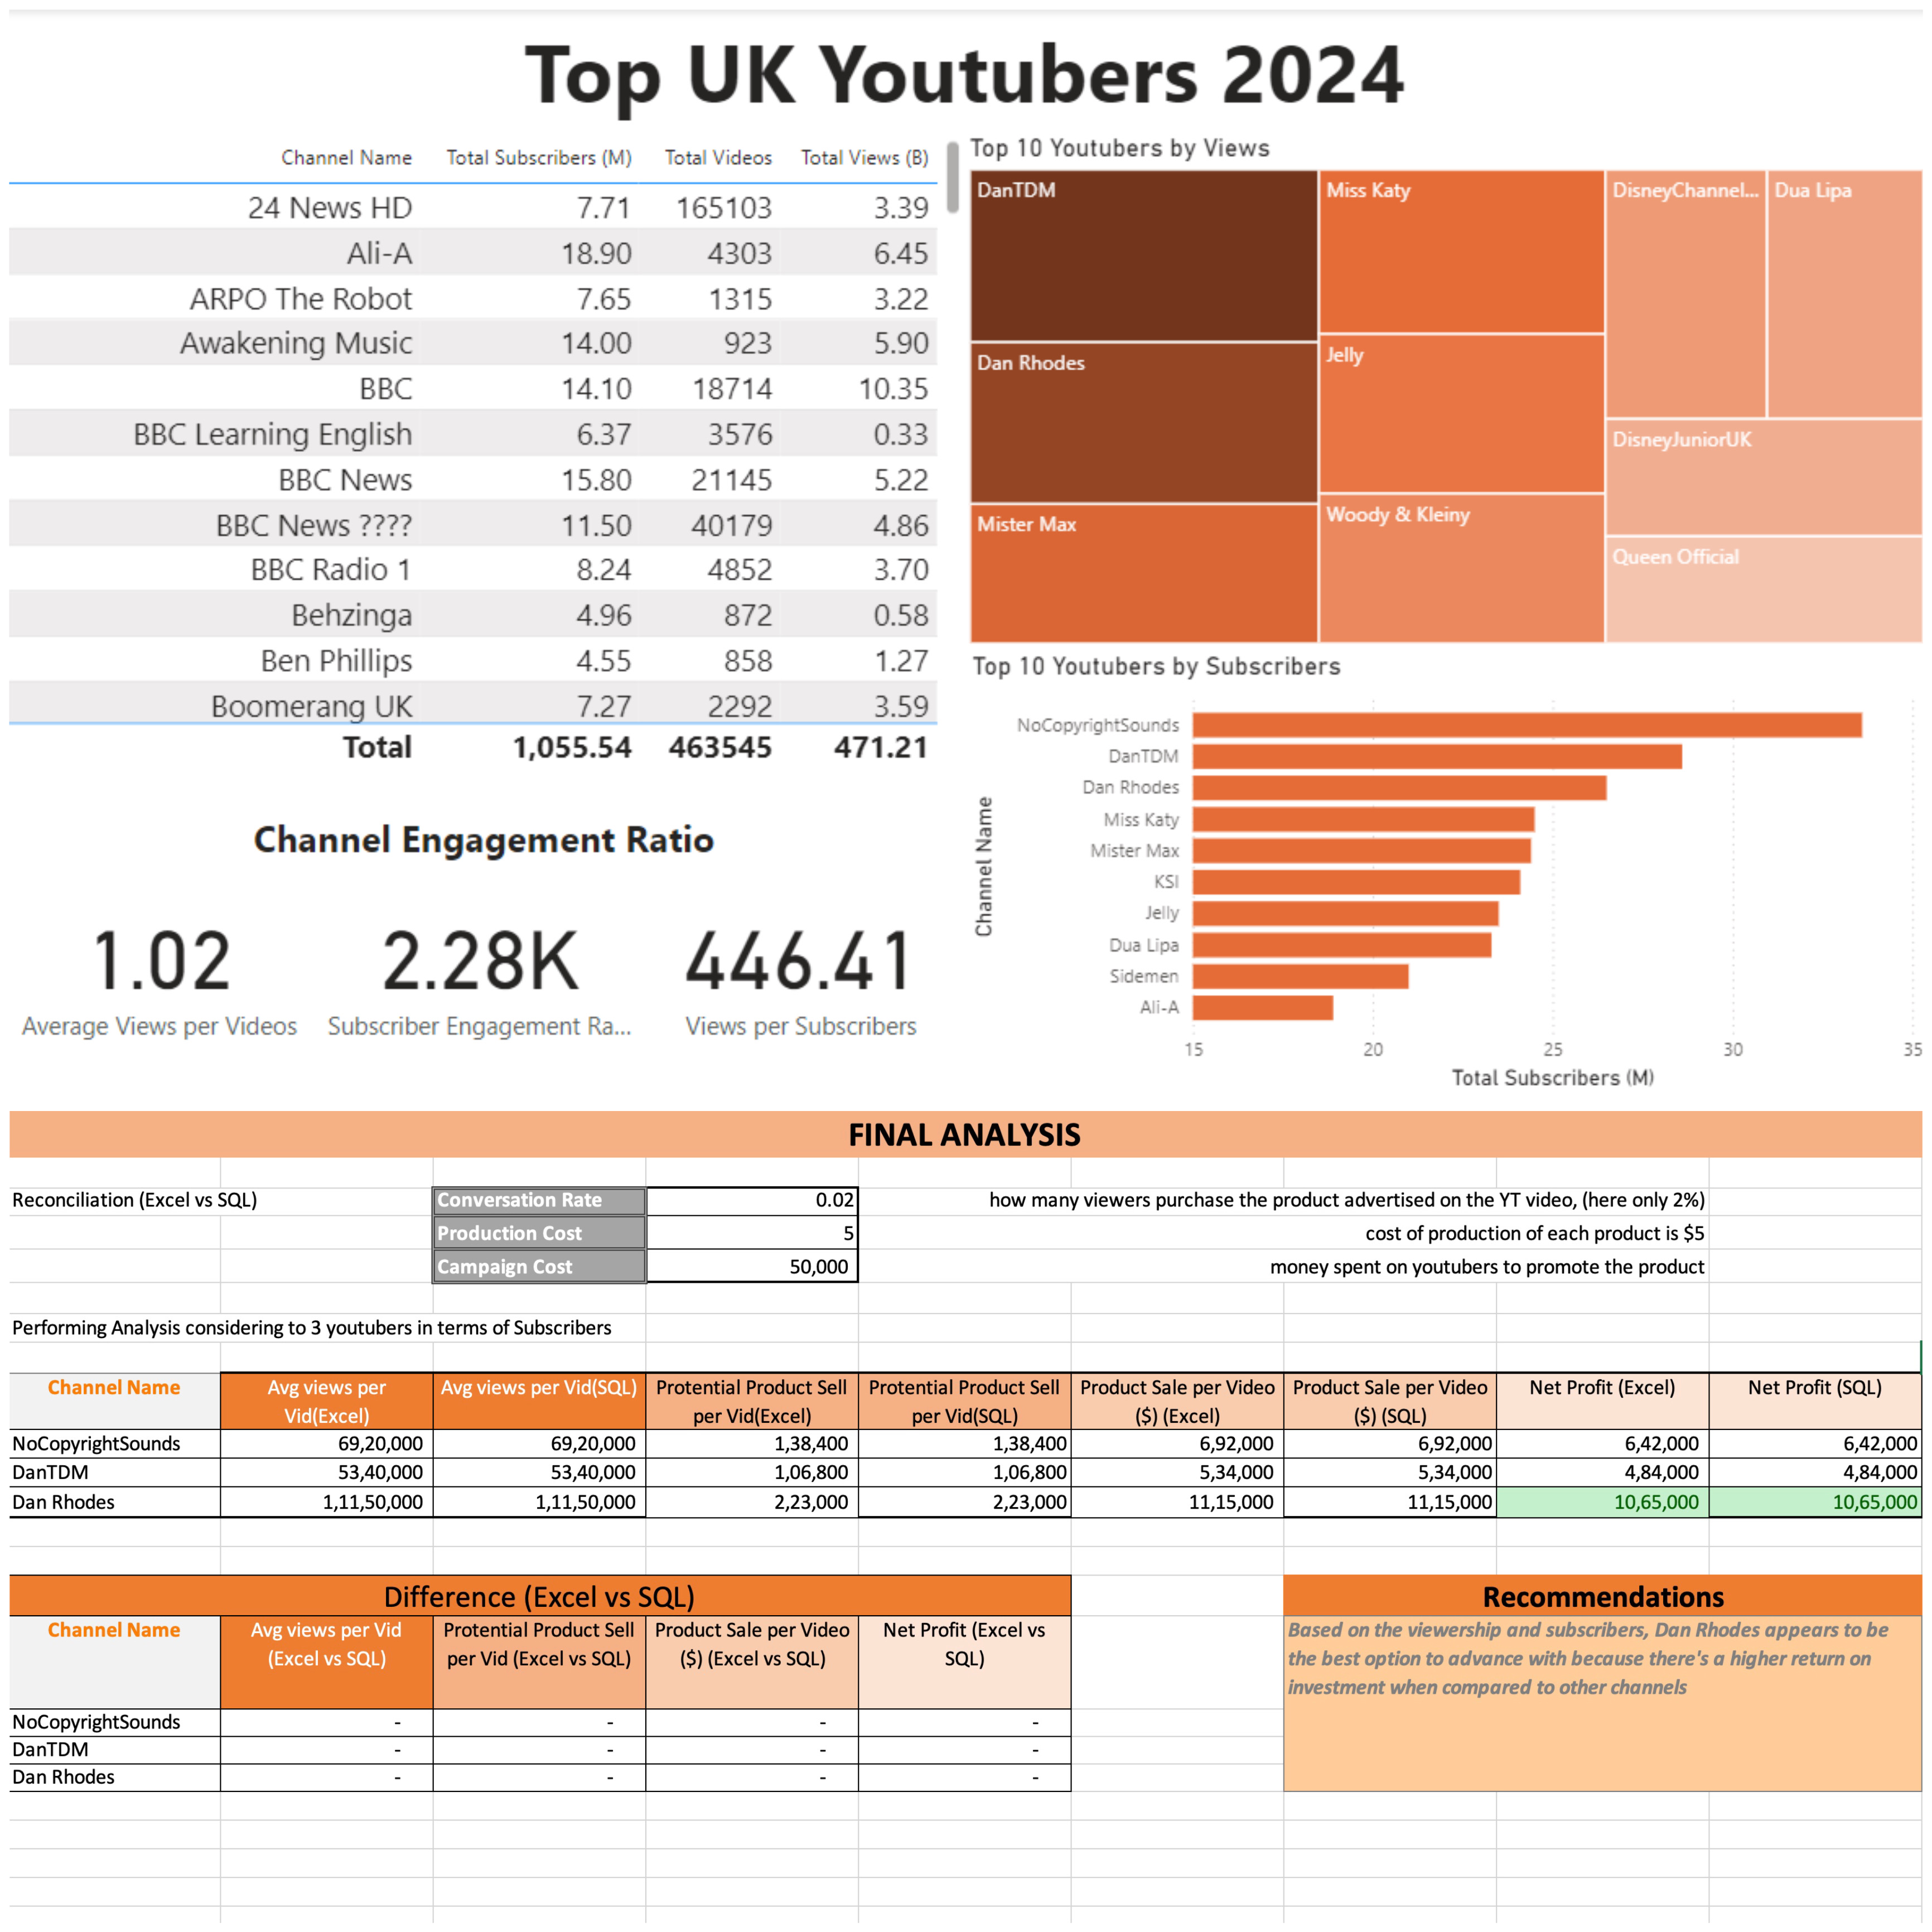 Top UK Youtubers 2024
Channel Name Total Subscribers (M) Total Videos Total Views (B)
24 News HD 7.71 165103 3.39
Ali-A 18.90 4303 6.45
ARPO The Robot 7.65 1315 3.22
Awakening Music 14.00 923 5.90
BBC 14.10 18714 10.35
BBC Learning English 6.37 3576 0.33
BBC News 15.80 21145 5.22
BBC News ???? 11.50 40179 4.86
BBC Radio 1 8.24 4852 3.70
Behzinga 4.96 872 0.58
Ben Phillips 4.55 858 1.27
Boomerang UK 7.27 2292 3.59
Total 1,055.54 463545 471.21
Channel Engagement Ratio
1.02 2.28K 446.41
Average Views per Videos Subscriber Engagement Ra... Views per Subscribers
Top 10 Youtubers by Views
DanTDM
Dan Rhodes
Mister Max
Miss Katy
Jelly
Woody & Kleiny
DisneyChannel... Dua Lipa
DisneyJuniorUK
Queen Official
Top 10 Youtubers by Subscribers
Channel Name
NoCopyrightSounds
DanTDM
Dan Rhodes
Miss Katy
Mister Max
KSI
Jelly
Dua Lipa
Sidemen
Ali-A
15 20 25 30 35
Total Subscribers (M)
FINAL ANALYSIS
Reconciliation (Excel vs SQL) Conversation Rate 0.02 how many viewers purchase the product advertised on the YT video, (here only 2%)
Production Cost 5 cost of production of each product is $5
Campaign Cost 50,000 money spent on youtubers to promote the product
Performing Analysis considering to 3 youtubers in terms of Subscribers
Channel Name Avg views per Avg views per Vid(SQL) Protential Product Sell Protential Product Sell Product Sale per Video Product Sale per Video Net Profit (Excel) Net Profit (SQL)
Vid(Excel) per Vid(Excel) per Vid(SQL) ($) (Excel) ($) (SQL)
NoCopyrightSounds 69,20,000 69,20,000 1,38,400 1,38,400 6,92,000 6,92,000 6,42,000 6,42,000
DanTDM 53,40,000 53,40,000 1,06,800 1,06,800 5,34,000 5,34,000 4,84,000 4,84,000
Dan Rhodes 1,11,50,000 1,11,50,000 2,23,000 2,23,000 11,15,000 11,15,000 10,65,000 10,65,000
Difference (Excel vs SQL)
Channel Name Avg views per Vid Protential Product Sell Product Sale per Video Net Profit (Excel vs
(Excel vs SQL) per Vid (Excel vs SQL) ($) (Excel vs SQL) SQL)
NoCopyrightSounds - - - -
DanTDM - - - -
Dan Rhodes - - - -
Recommendations
Based on the viewership and subscribers, Dan Rhodes appears to be
the best option to advance with because there's a higher return on
investment when compared to other channels